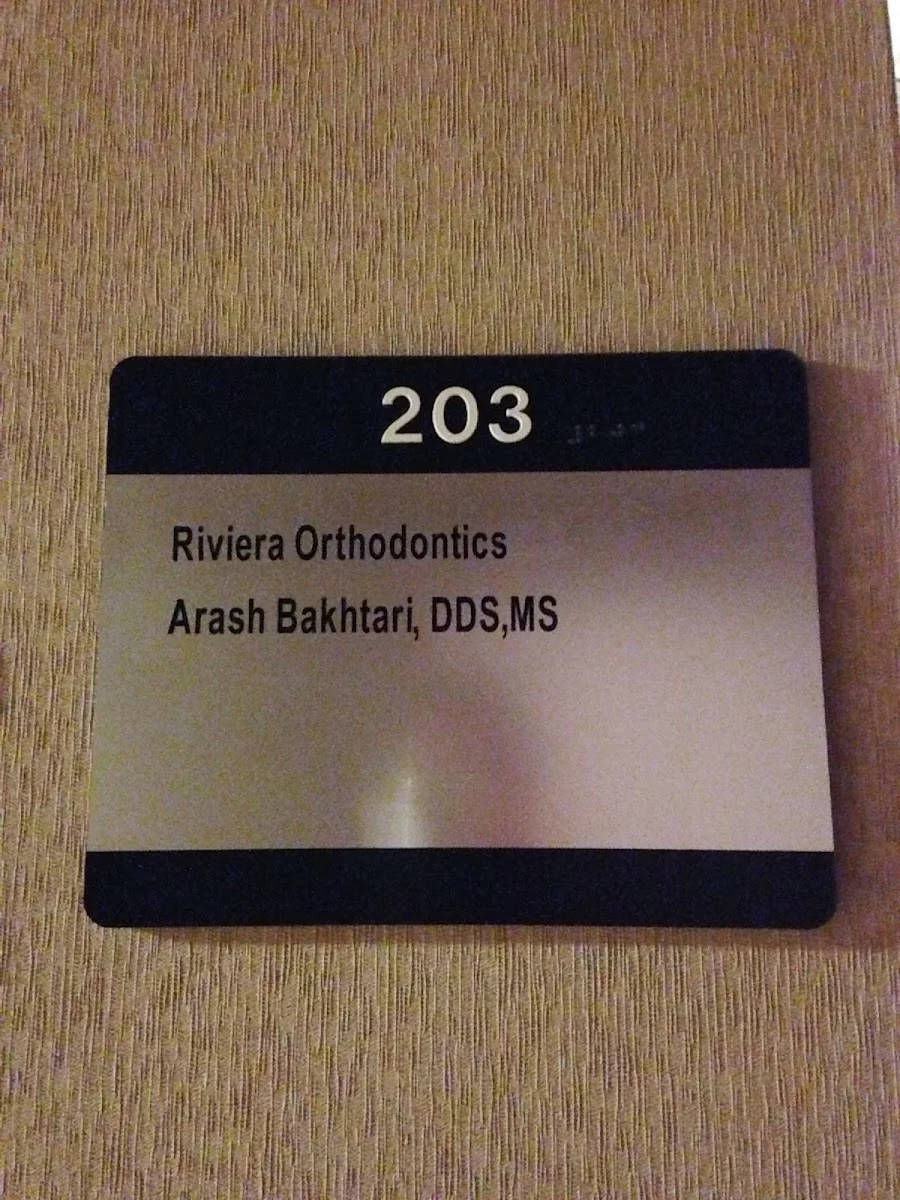 203
Riviera Orthodontics
Arash Bakhtari, DDS,MS